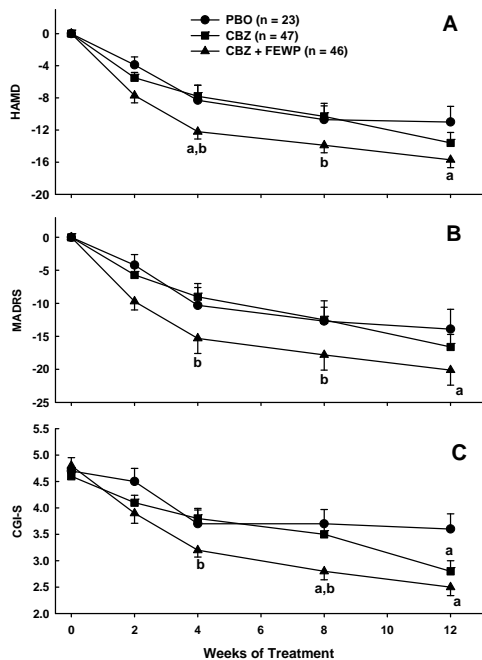 PBO (n = 23)
CBZ (n = 47)
CBZ + FEWP (n = 46)
A
0
-4
-8
-12
-16
-20
HAMD
a,b
b
a
B
0
-5
-10
-15
-20
-25
MADRS
b
b
a
C
5.5
5.0
4.5
4.0
3.5
3.0
2.5
2.0
CGI-S
b
a,b
a
a
0 2 4 6 8 10 12
Weeks of Treatment